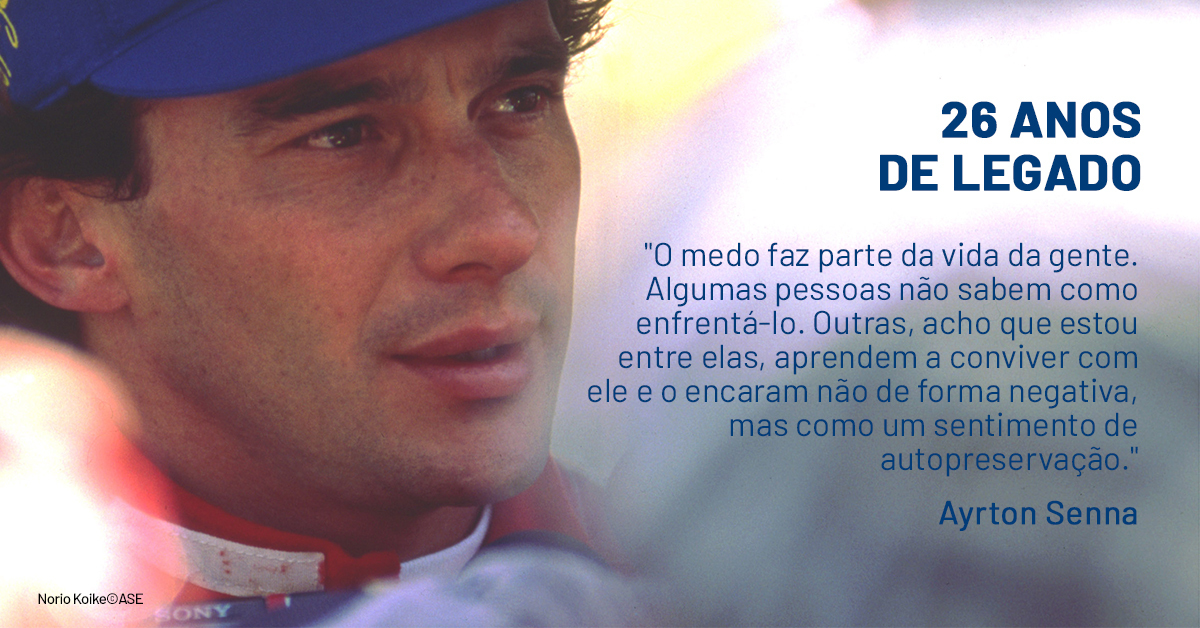 26 ANOS
DE LEGADO
"O medo faz parte da vida da gente.
Algumas pessoas não sabem como
enfrentá-lo. Outras, acho que estou
entre elas, aprendem a conviver com
ele e o encaram não de forma negativa,
mas como um sentimento de
autopreservação."
Ayrton Senna
Norio Koike©ASE
SONY